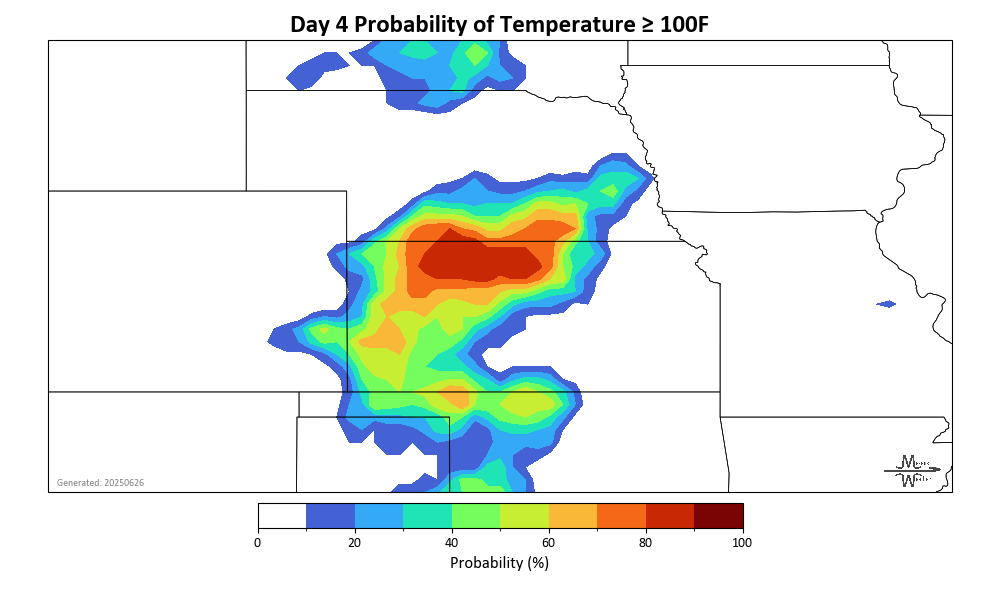 Day 4 Probability of Temperature ≥ 100F
Generated: 20250626
0 20 40 60 80 100
Probability (%)